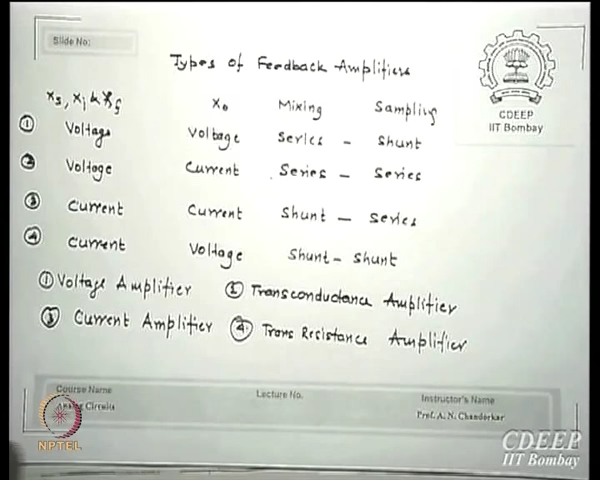 Slide No:
Types of Feedback Amplifiers
CDEEP
IIT Bombay
Xs, Xi & Xf Xo Mixing Sampling
① Voltage Voltage Series - Shunt
② Voltage Current Series - Series
③ Current Current Shunt - Series
④ Current Voltage Shunt - Shunt
① Voltage Amplifier ② Transconductance Amplifier
③ Current Amplifier ④ Trans Resistance Amplifier
Course Name Lecture No. Instructor's Name
Analog Circuits Prof. A. N. Chandorkar
NPTEL
CDEEP
IIT Bombay